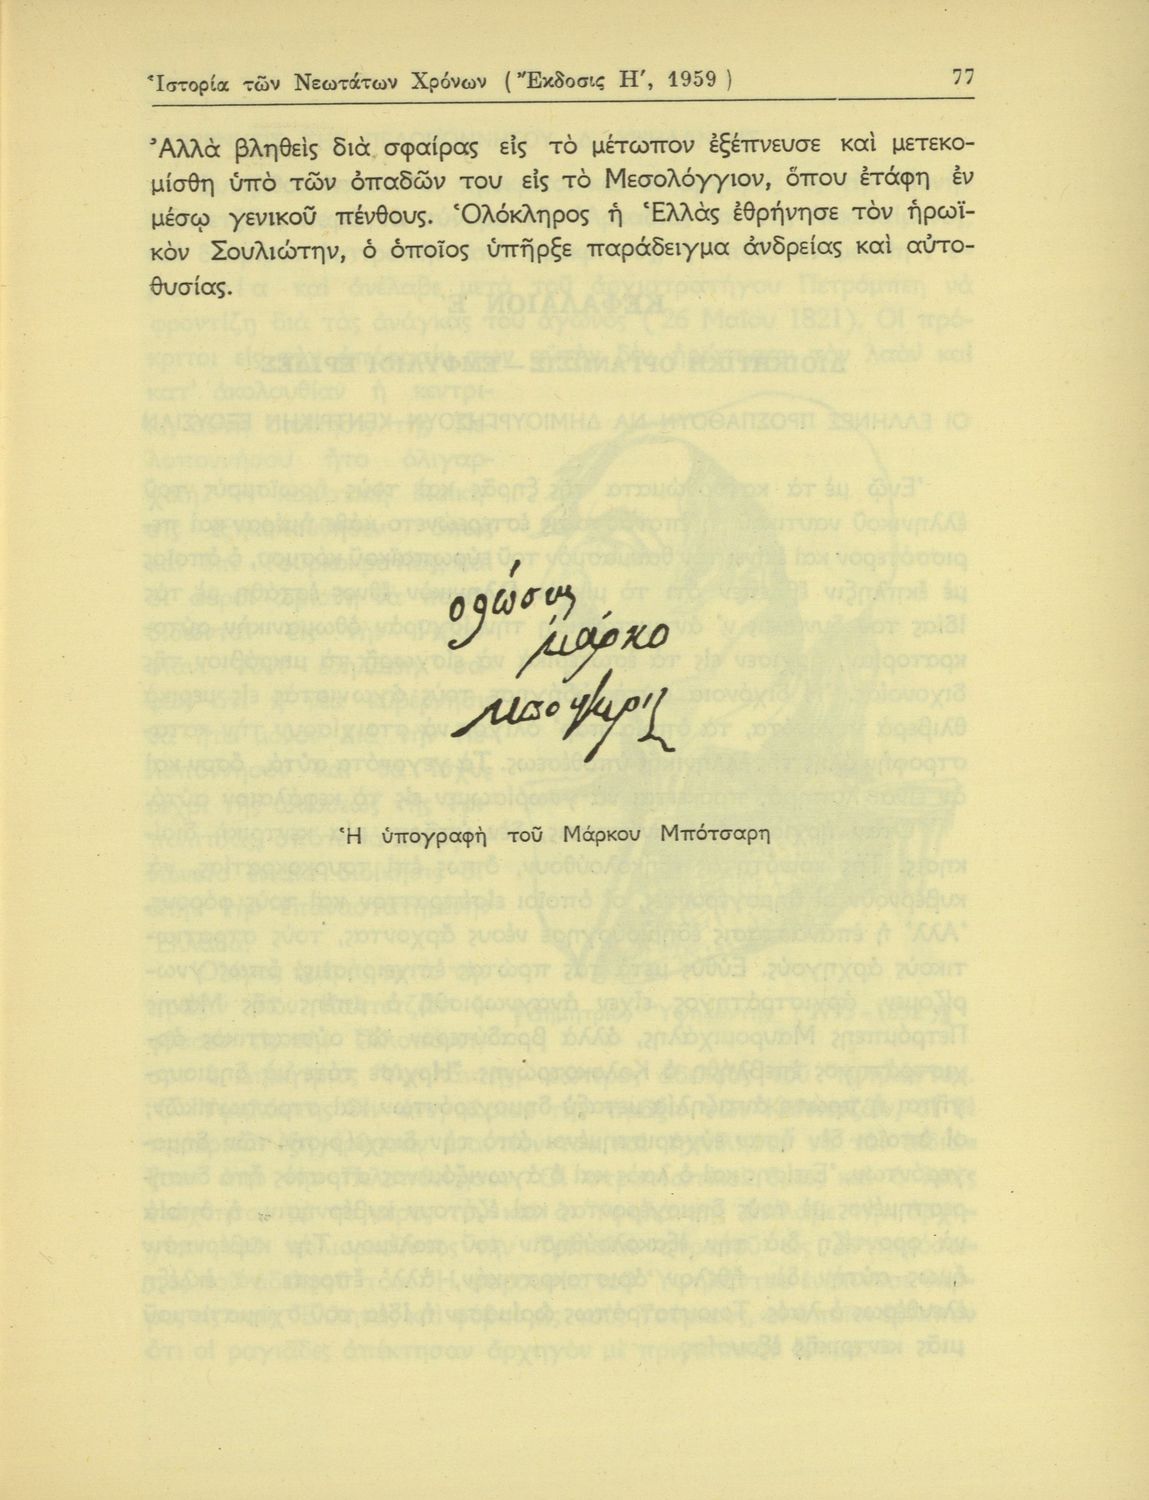 Ἱστορία τῶν Νεωτάτων Χρόνων ( Ἔκδοσις Η′, 1959 ) 77
Ἀλλὰ βληθεὶς διὰ σφαίρας εἰς τὸ μέτωπον ἐξέπνευσε καὶ μετεκο-
μίσθη ὑπὸ τῶν ὀπαδῶν του εἰς τὸ Μεσολόγγιον, ὅπου ἐτάφη ἐν
μέσῳ γενικοῦ πένθους. Ὁλόκληρος ἡ Ἑλλὰς ἐθρήνησε τὸν ἡρωϊ-
κὸν Σουλιώτην, ὁ ὁποῖος ὑπῆρξε παράδειγμα ἀνδρείας καὶ αὐτο-
θυσίας.
μάρκο
Ἡ ὑπογραφὴ τοῦ Μάρκου Μπότσαρη